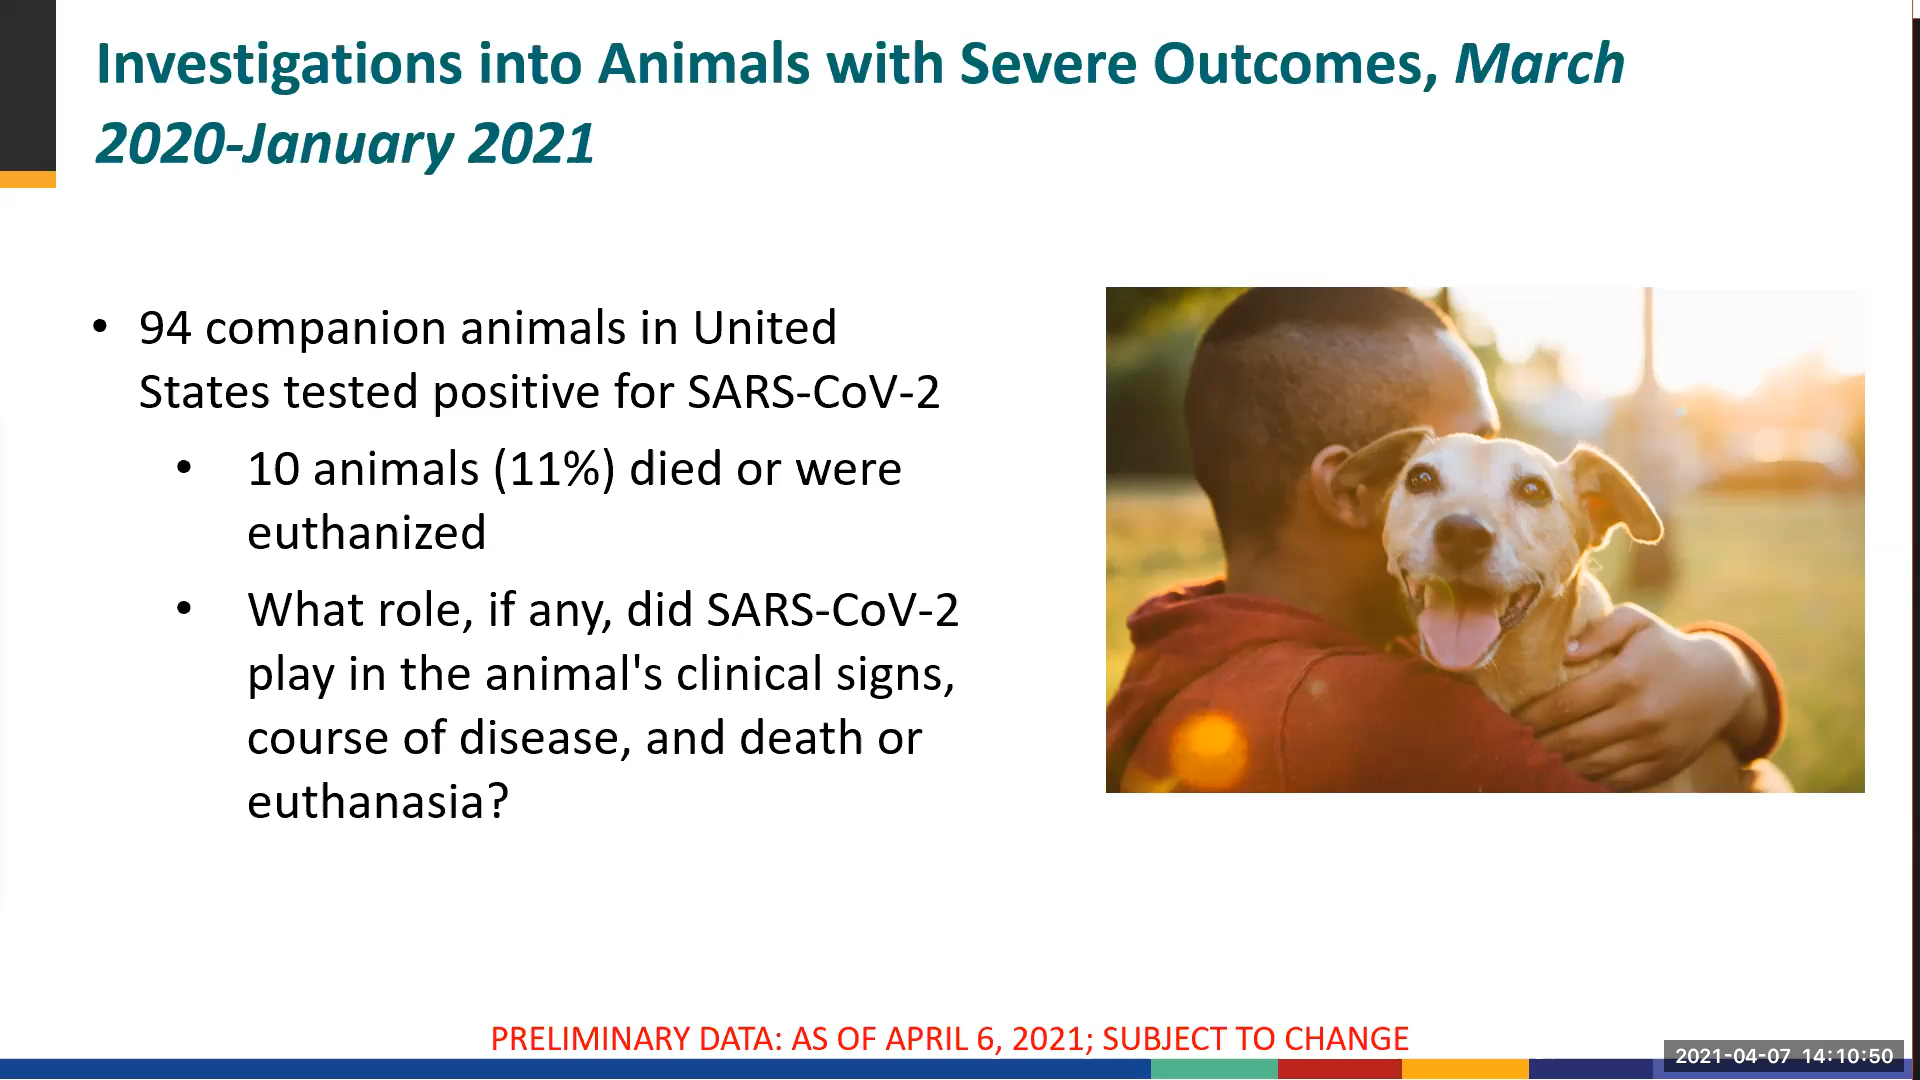 Investigations into Animals with Severe Outcomes, March
2020-January 2021
• 94 companion animals in United
States tested positive for SARS-CoV-2
• 10 animals (11%) died or were
euthanized
• What role, if any, did SARS-CoV-2
play in the animal's clinical signs,
course of disease, and death or
euthanasia?
PRELIMINARY DATA: AS OF APRIL 6, 2021; SUBJECT TO CHANGE
2021-04-07 14:10:50